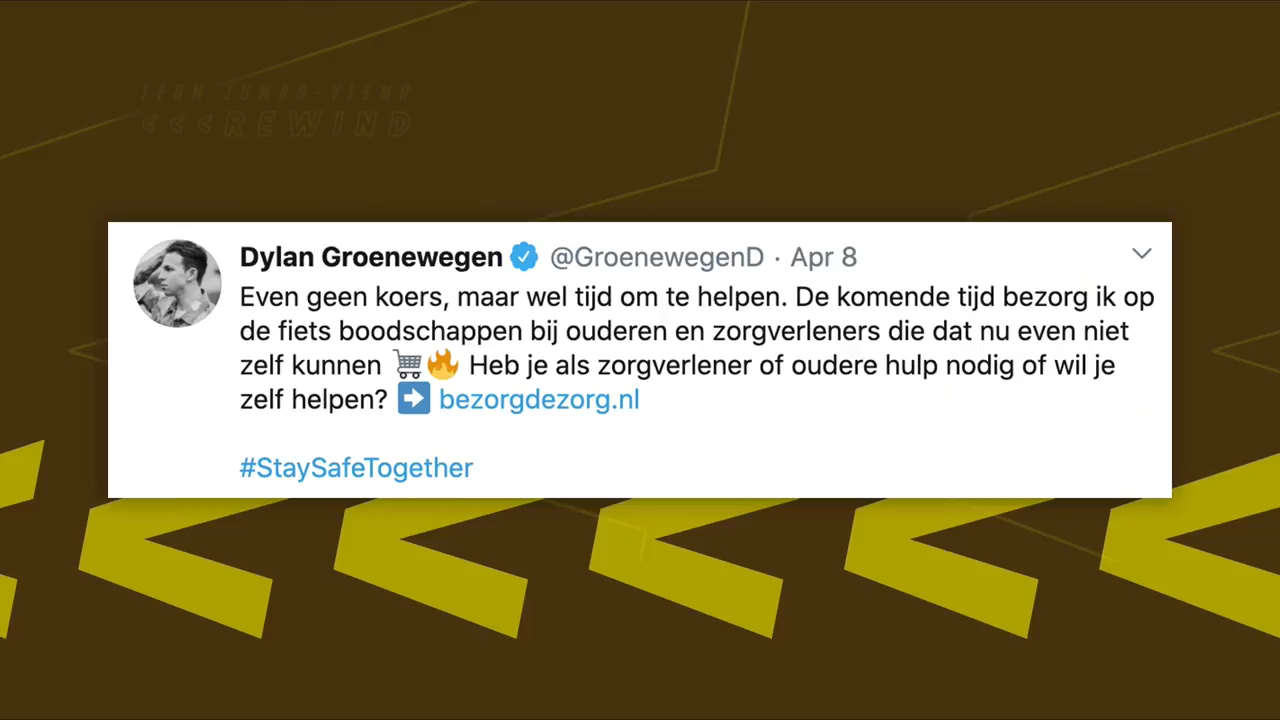 TEAM JUMBO-VISMA
<<<REWIND
Dylan Groenewegen @GroenewegenD · Apr 8
Even geen koers, maar wel tijd om te helpen. De komende tijd bezorg ik op
de fiets boodschappen bij ouderen en zorgverleners die dat nu even niet
zelf kunnen 🛒🔥 Heb je als zorgverlener of oudere hulp nodig of wil je
zelf helpen? ➡️ bezorgdezorg.nl
#StaySafeTogether